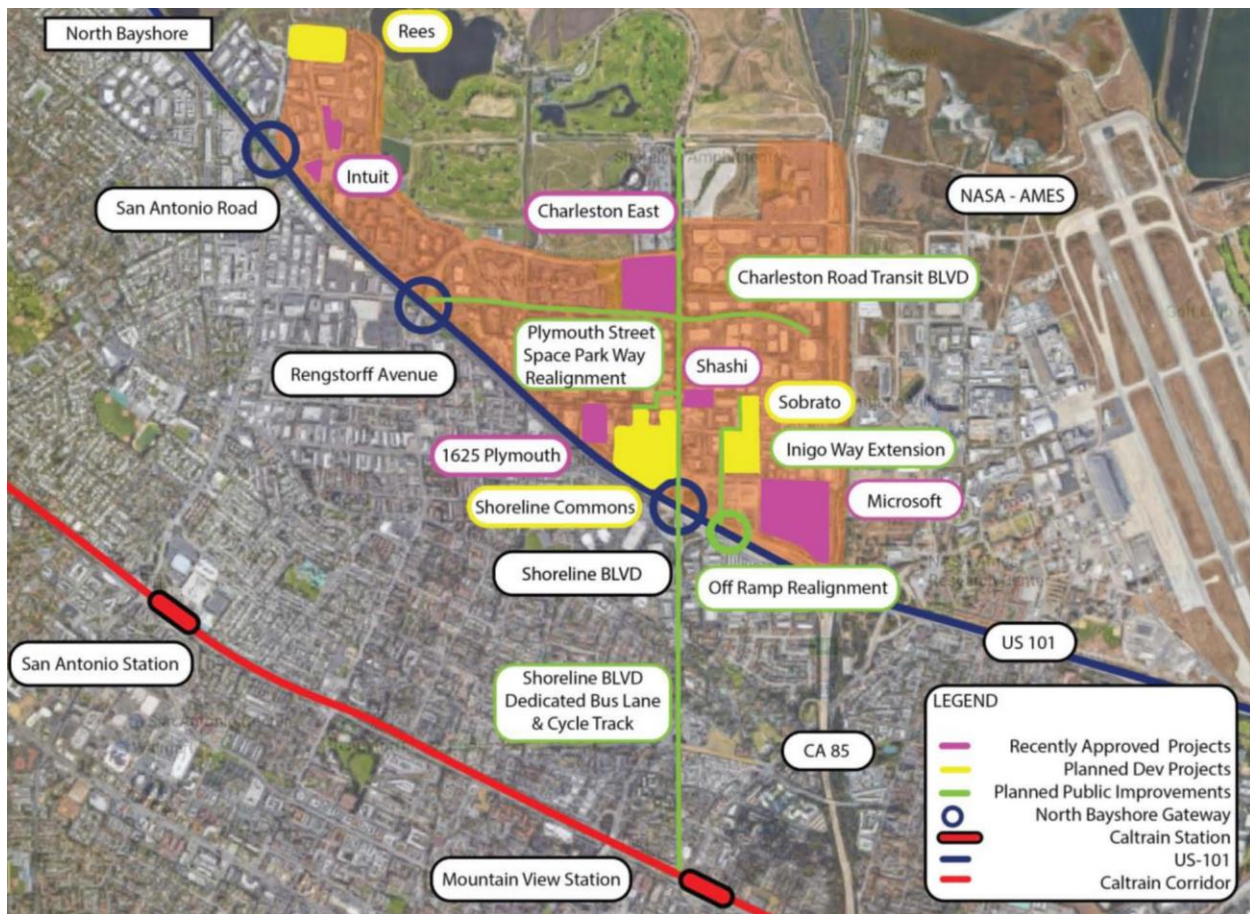 North Bayshore
Rees
Intuit
San Antonio Road
Charleston East
NASA - AMES
Charleston Road Transit BLVD
Plymouth Street
Space Park Way
Realignment
Rengstorff Avenue
Shashi
Sobrato
1625 Plymouth
Inigo Way Extension
Shoreline Commons
Microsoft
Shoreline BLVD
Off Ramp Realignment
US 101
San Antonio Station
Shoreline BLVD
Dedicated Bus Lane
& Cycle Track
CA 85
Mountain View Station
LEGEND
Recently Approved Projects
Planned Dev Projects
Planned Public Improvements
North Bayshore Gateway
Caltrain Station
US-101
Caltrain Corridor